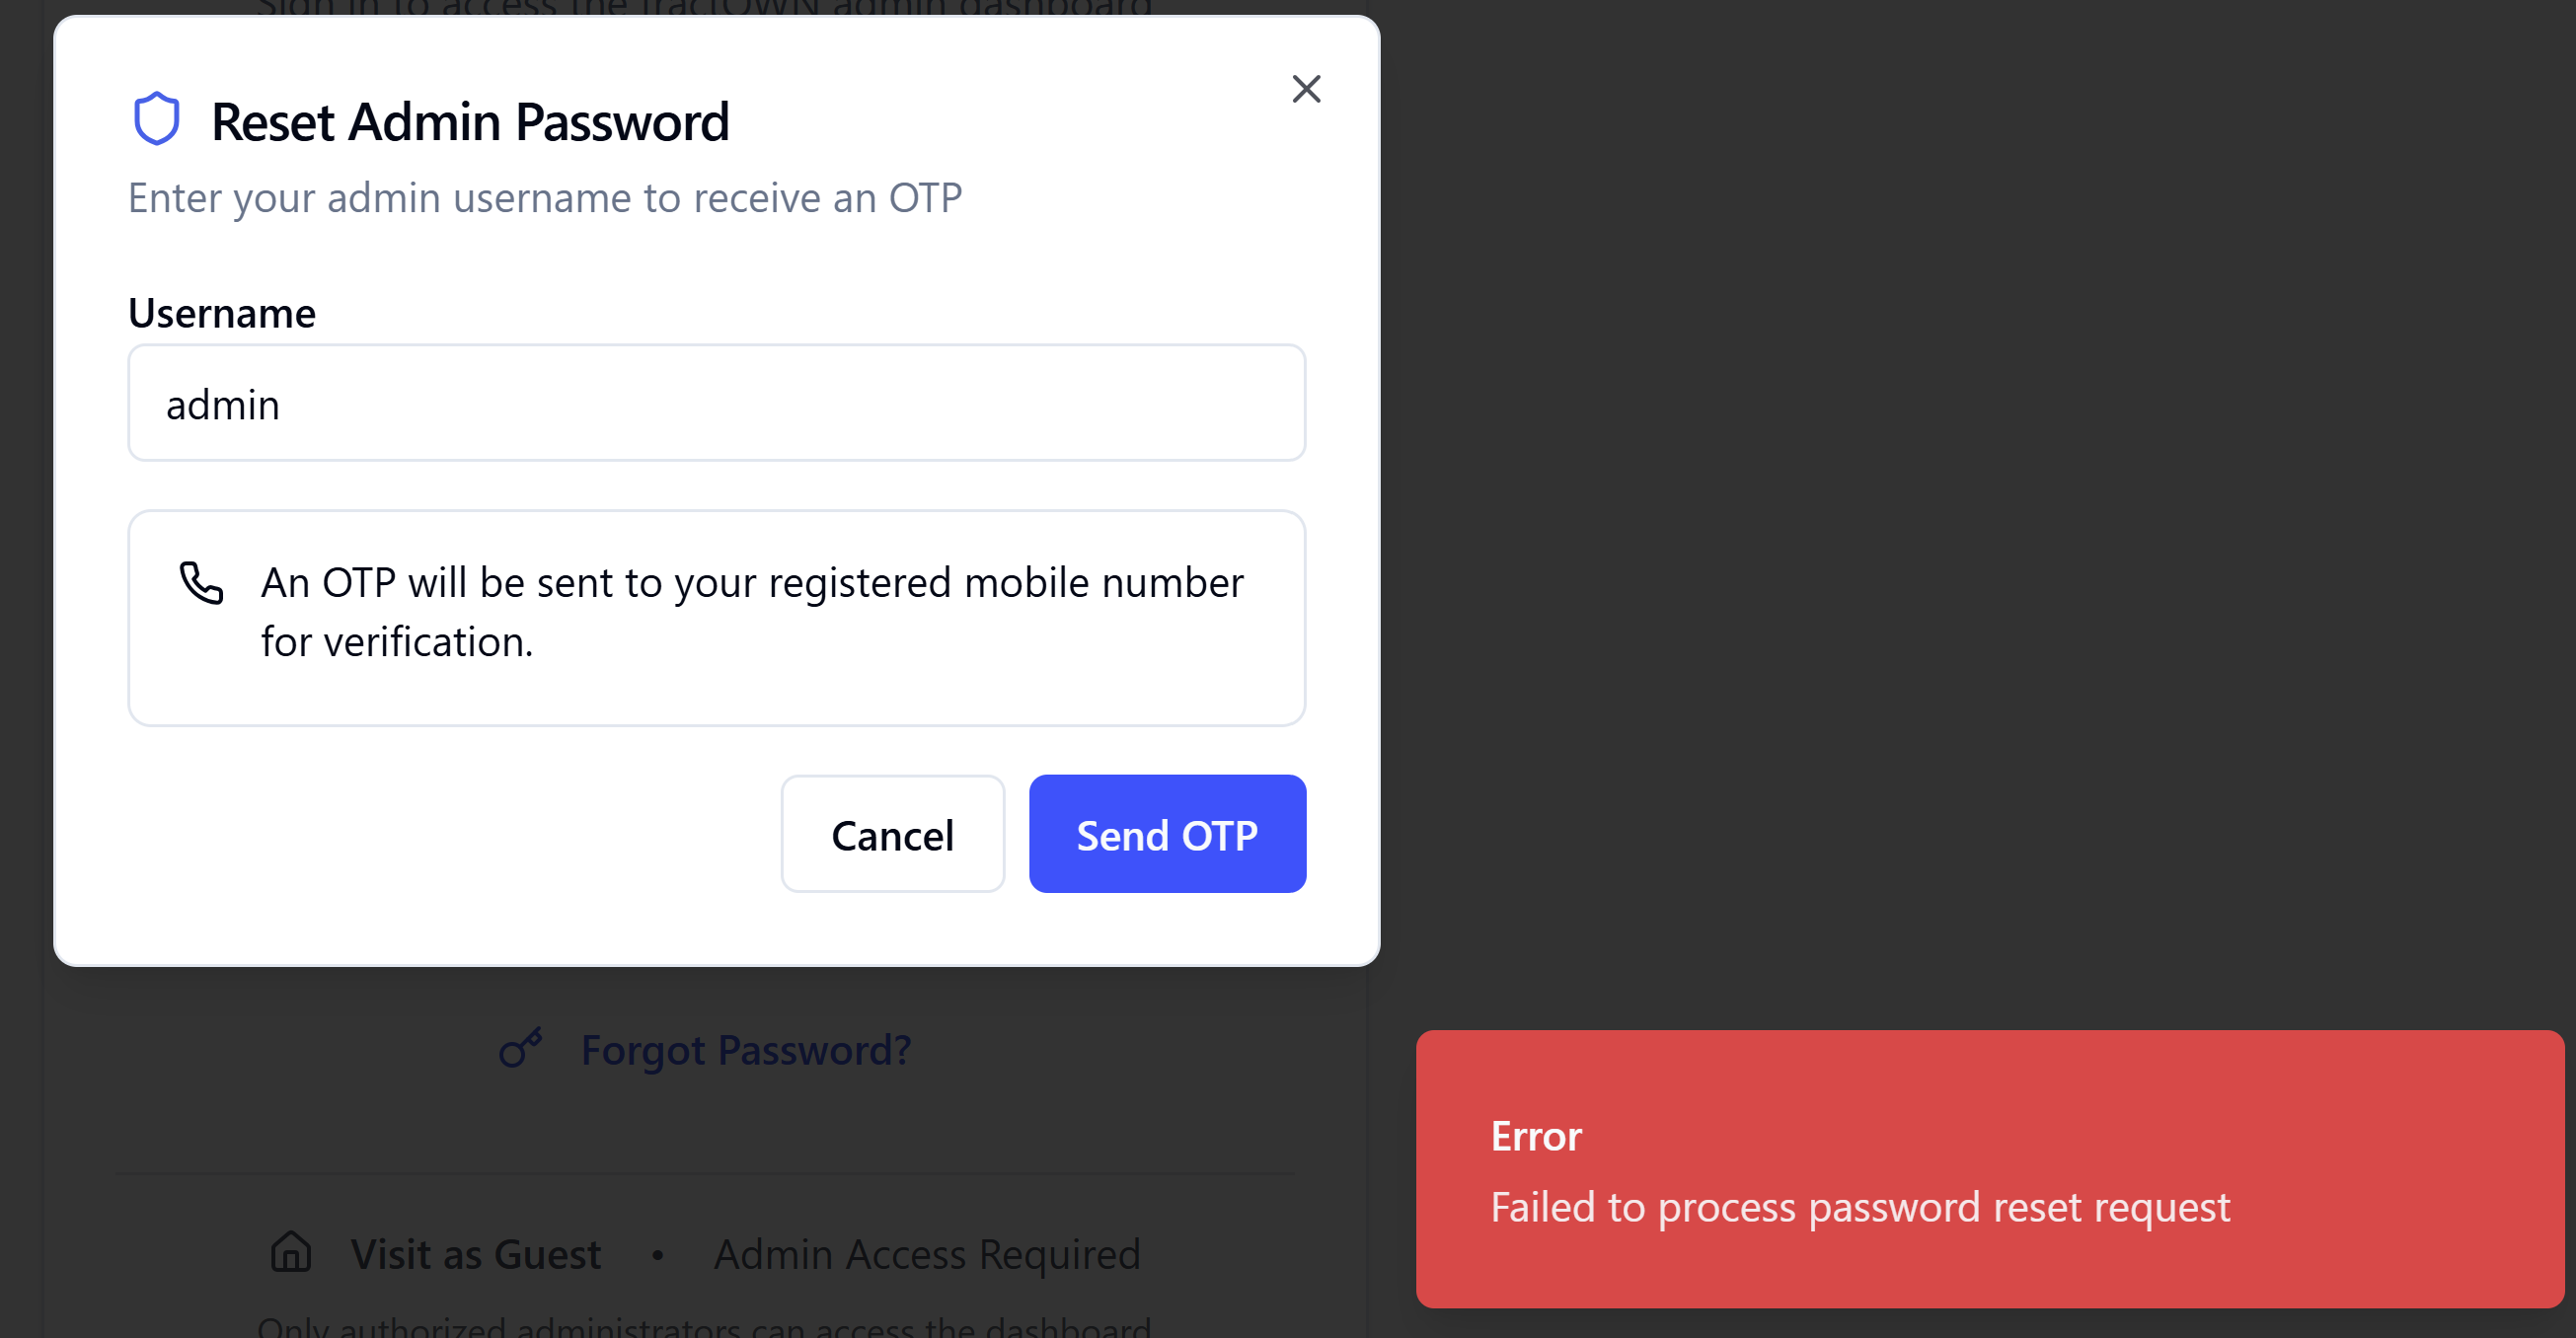 Sign in to access the TractOWN admin dashboard
Reset Admin Password
Enter your admin username to receive an OTP
Username
admin
An OTP will be sent to your registered mobile number
for verification.
Cancel
Send OTP
Forgot Password?
Error
Failed to process password reset request
Visit as Guest • Admin Access Required
Only authorized administrators can access the dashboard